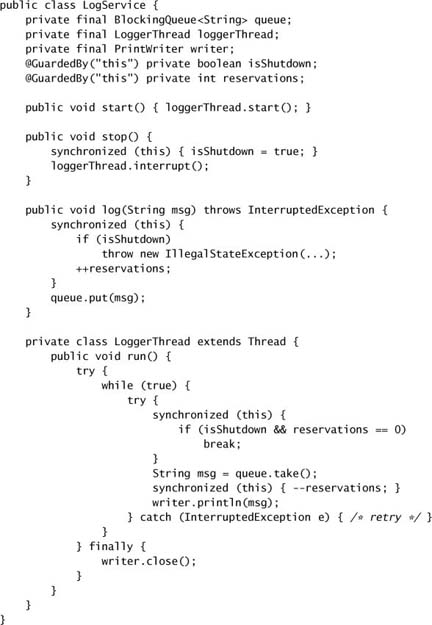 public class LogService {
    private final BlockingQueue<String> queue;
    private final LoggerThread loggerThread;
    private final PrintWriter writer;
    @GuardedBy("this") private boolean isShutdown;
    @GuardedBy("this") private int reservations;

    public void start() { loggerThread.start(); }

    public void stop() {
        synchronized (this) { isShutdown = true; }
        loggerThread.interrupt();
    }

    public void log(String msg) throws InterruptedException {
        synchronized (this) {
            if (isShutdown)
                throw new IllegalStateException(...);
            ++reservations;
        }
        queue.put(msg);
    }

    private class LoggerThread extends Thread {
        public void run() {
            try {
                while (true) {
                    try {
                        synchronized (this) {
                            if (isShutdown && reservations == 0)
                                break;
                        }
                        String msg = queue.take();
                        synchronized (this) { --reservations; }
                        writer.println(msg);
                    } catch (InterruptedException e) { /* retry */ }
                }
            } finally {
                writer.close();
            }
        }
    }
}